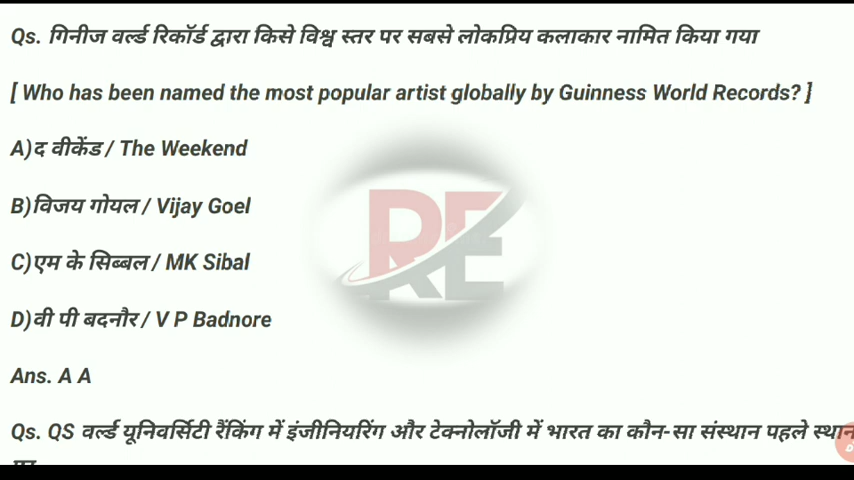 Qs. गिनीज वर्ल्ड रिकॉर्ड द्वारा किसे विश्व स्तर पर सबसे लोकप्रिय कलाकार नामित किया गया
[ Who has been named the most popular artist globally by Guinness World Records? ]
A)द वीकेंड / The Weekend
B)विजय गोयल / Vijay Goel
C)एम के सिब्बल / MK Sibal
D)वी पी बदनौर / V P Badnore
Ans. A A
Qs. QS वर्ल्ड यूनिवर्सिटी रैंकिंग में इंजीनियरिंग और टेक्नोलॉजी में भारत का कौन-सा संस्थान पहले स्थान
RE